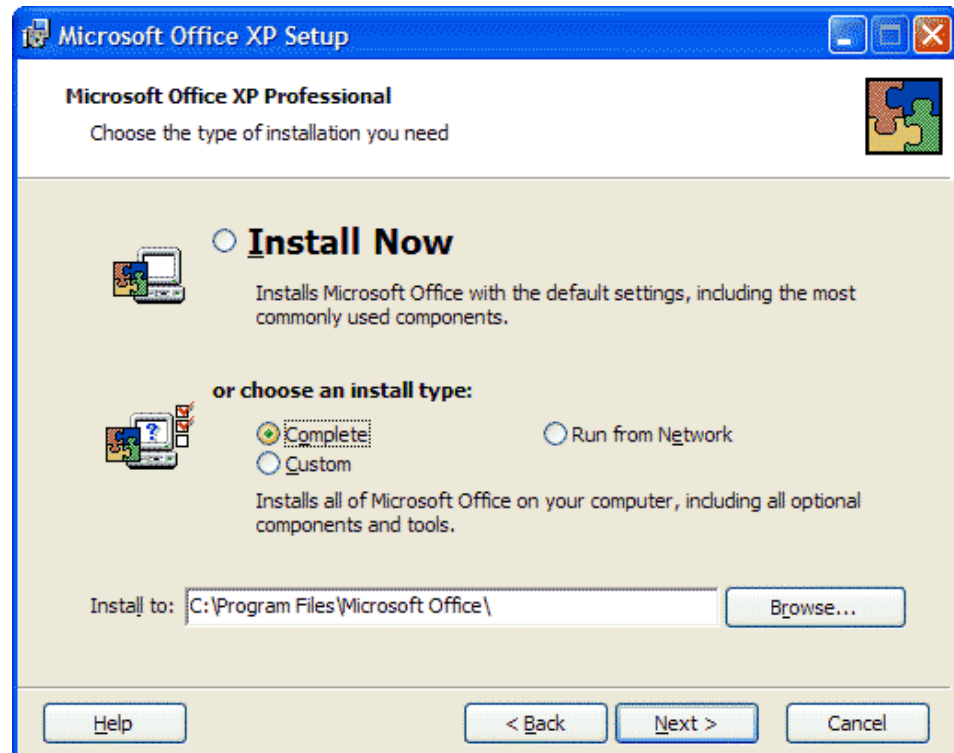 Microsoft Office XP Setup
Microsoft Office XP Professional
Choose the type of installation you need
Install Now
Installs Microsoft Office with the default settings, including the most
commonly used components.
or choose an install type:
Complete
Run from Network
Custom
Installs all of Microsoft Office on your computer, including all optional
components and tools.
Install to: C:\Program Files\Microsoft Office\ Browse...
Help < Back Next > Cancel